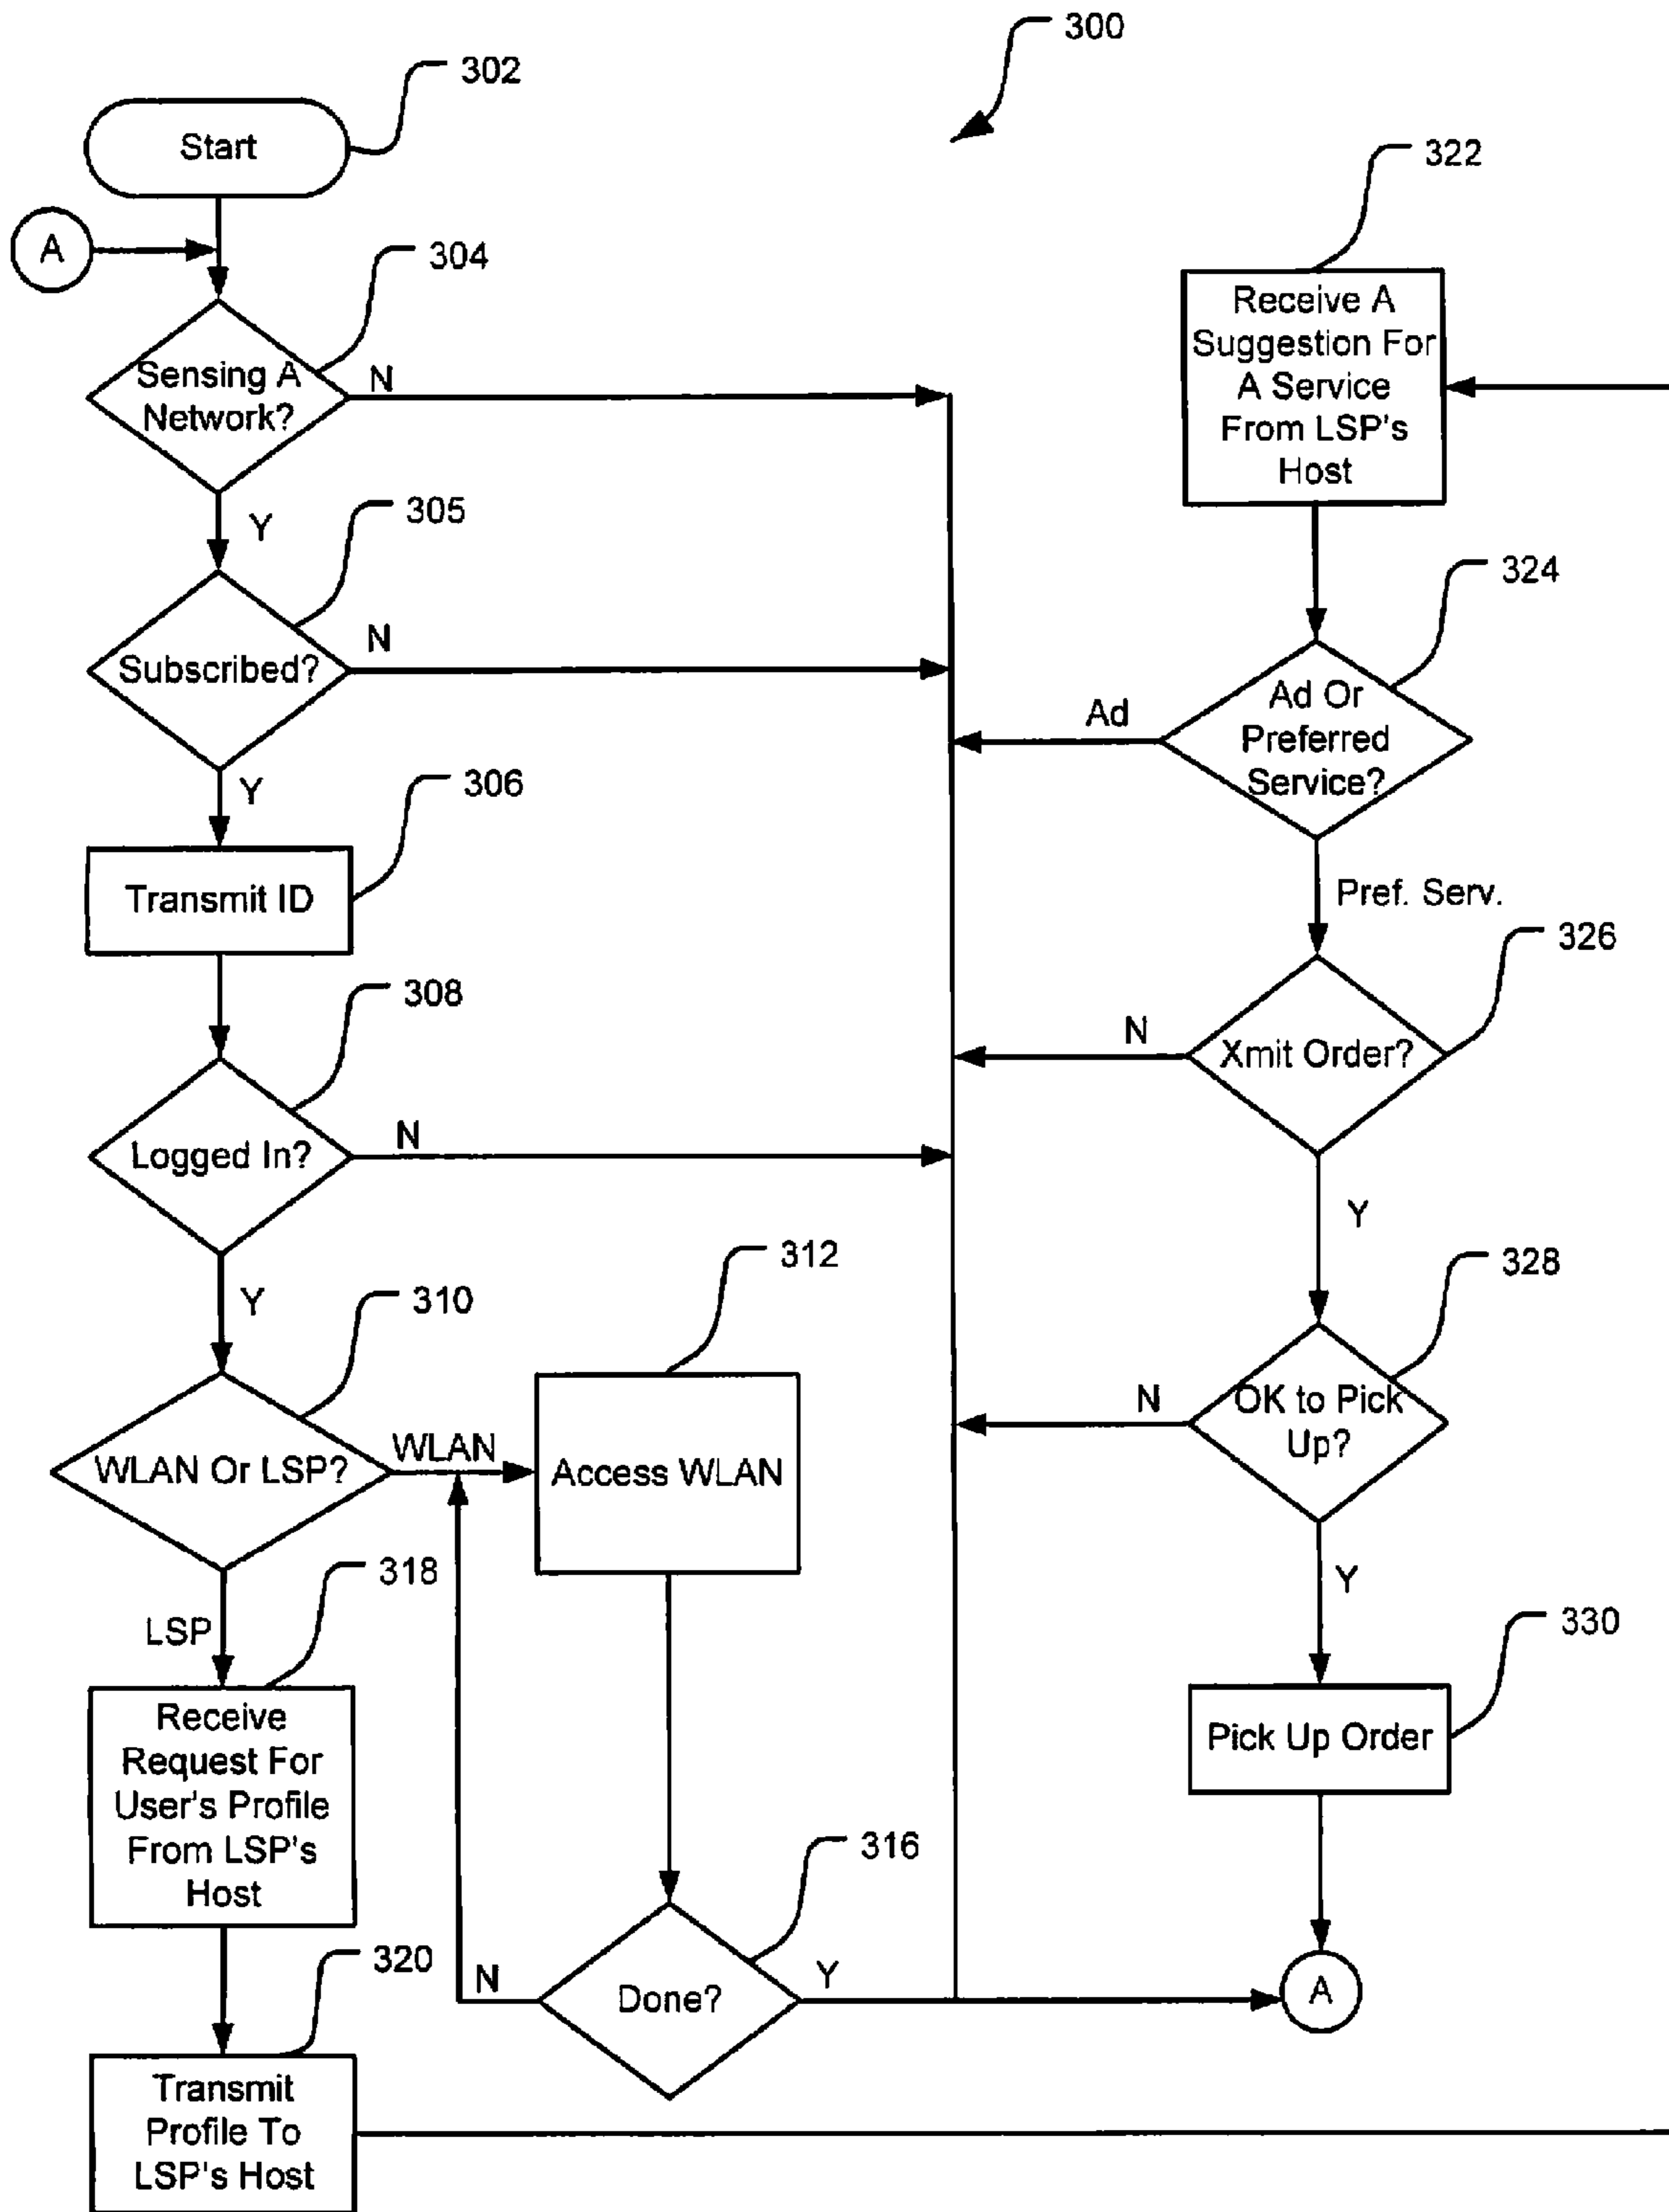 300
302
Start
A
304
Sensing A
Network?
N
Y
305
Subscribed?
N
Y
306
Transmit ID
308
Logged In?
N
Y
310
WLAN Or LSP?
WLAN
312
Access WLAN
LSP
318
Receive
Request For
User's Profile
From LSP's
Host
316
Done?
N
Y
320
Transmit
Profile To
LSP's Host
322
Receive A
Suggestion For
A Service
From LSP's
Host
324
Ad Or
Preferred
Service?
Ad
Pref. Serv.
326
Xmit Order?
N
Y
328
OK to Pick
Up?
N
Y
330
Pick Up Order
A